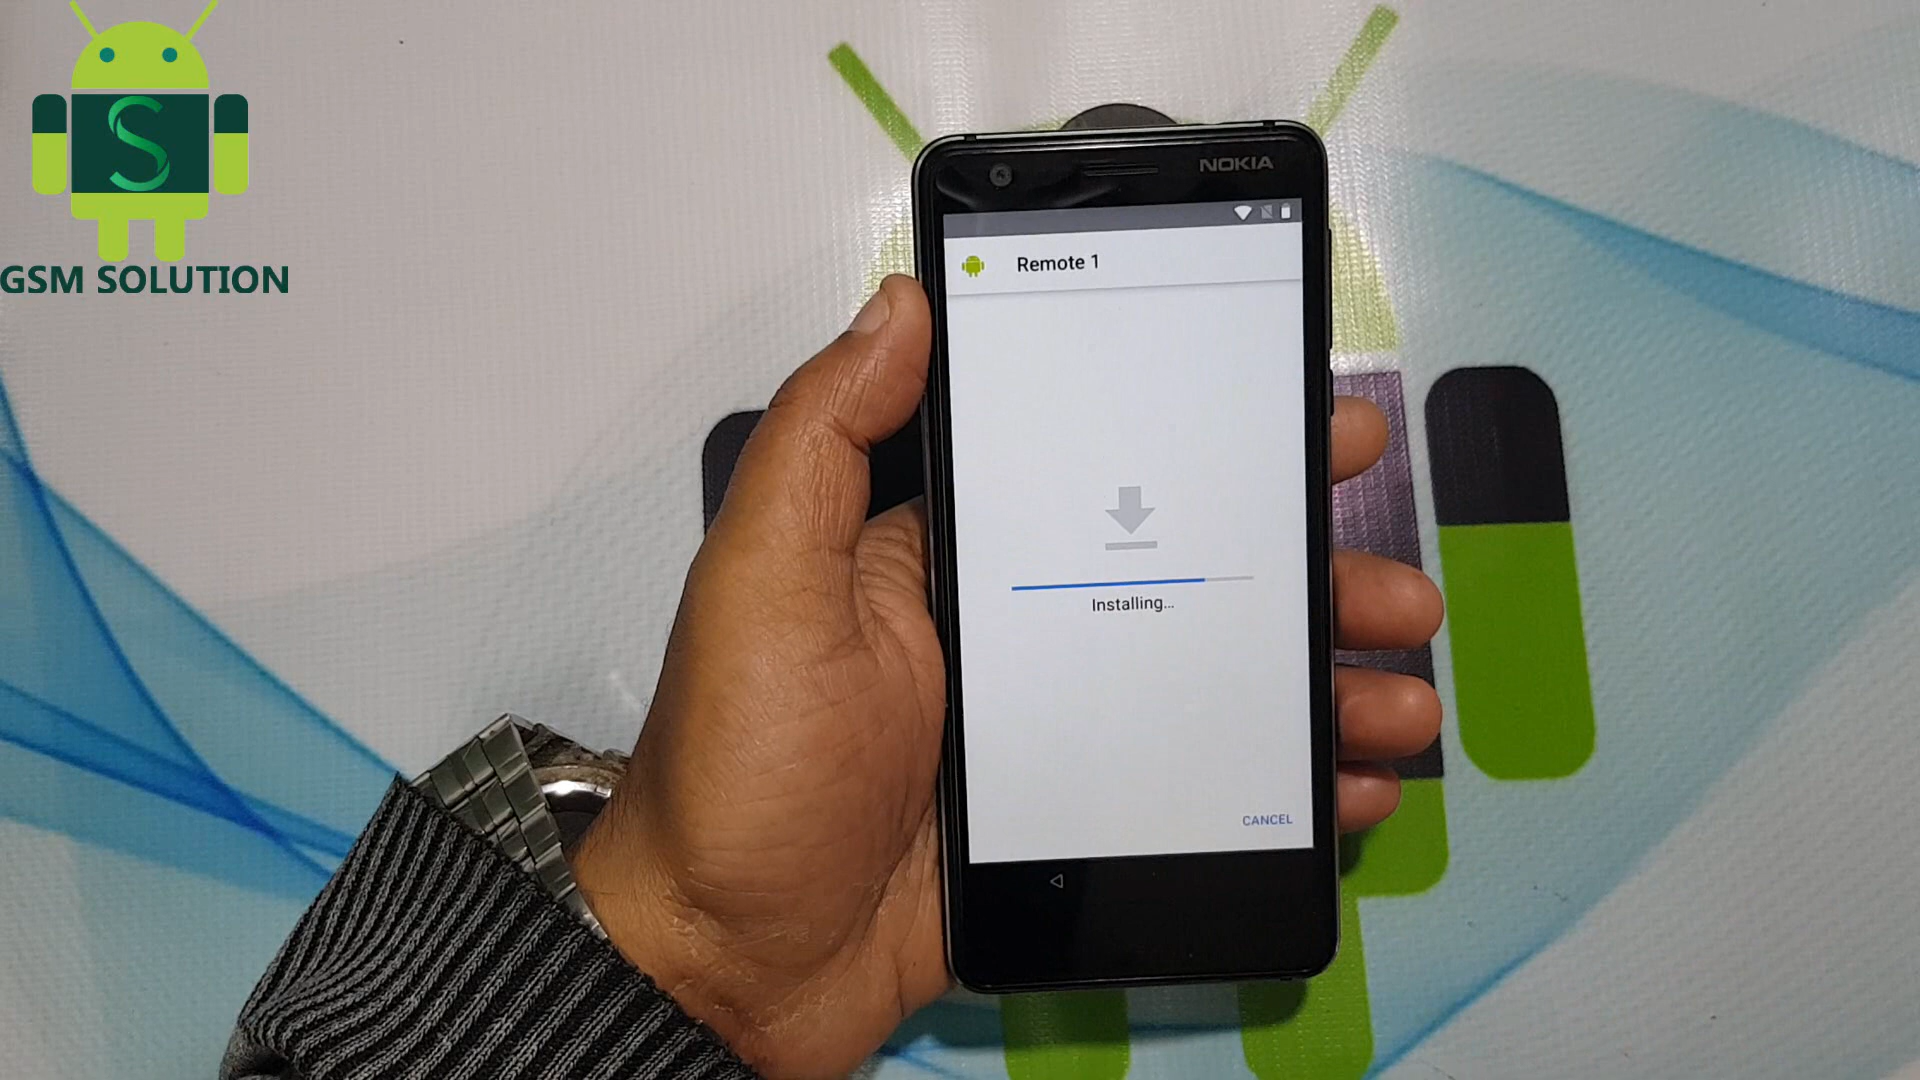 S
GSM SOLUTION
NOKIA
Remote 1
Installing...
CANCEL